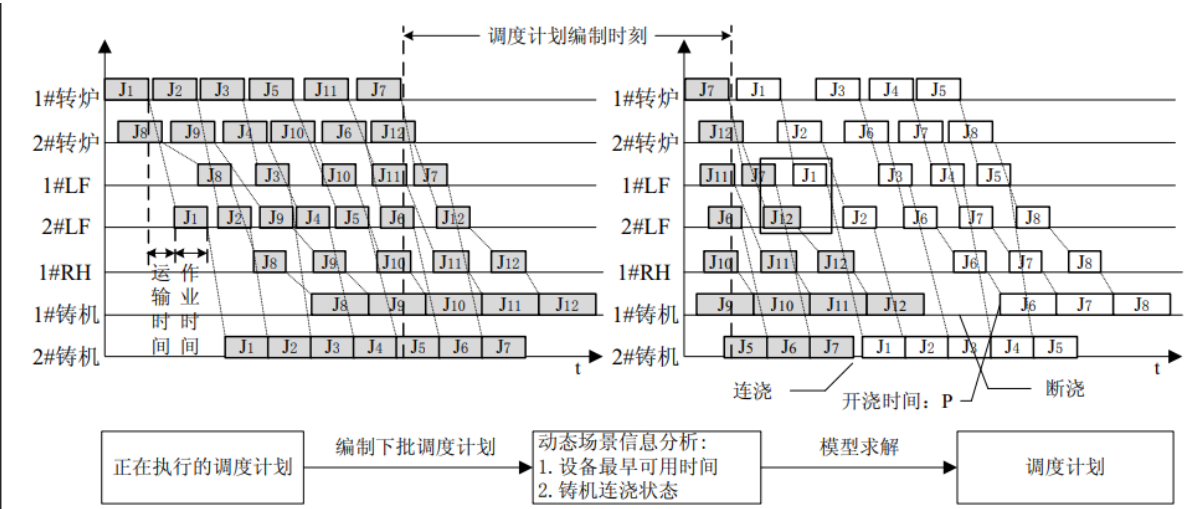 调度计划编制时刻
1#转炉 J1 J2 J3 J5 J11 J7
2#转炉 J8 J9 J4 J10 J6 J12
1#LF J8 J3 J10 J11 J7
2#LF J1 J2 J9 J4 J5 J6 J12
1#RH J8 J9 J10 J11 J12
运输时间
作业时间
1#铸机 J8 J9 J10 J11 J12
2#铸机 J1 J2 J3 J4 J5 J6 J7
t
1#转炉 J7 J1 J3 J4 J5
2#转炉 J12 J2 J6 J7 J8
1#LF J11 J7 J1 J3 J4 J5
2#LF J6 J12 J2 J6 J7 J8
1#RH J10 J11 J12 J6 J7 J8
1#铸机 J9 J10 J11 J12 J6 J7 J8
2#铸机 J5 J6 J7 J1 J2 J3 J4 J5
t
连浇
开浇时间：P
断浇
正在执行的调度计划
编制下批调度计划
动态场景信息分析：
1.设备最早可用时间
2.铸机连浇状态
模型求解
调度计划